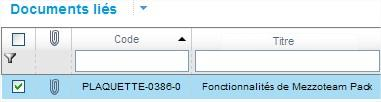 Documents liés
Code Titre
PLAQUETTE-0386-0 Fonctionnalités de Mezzoteam Pack